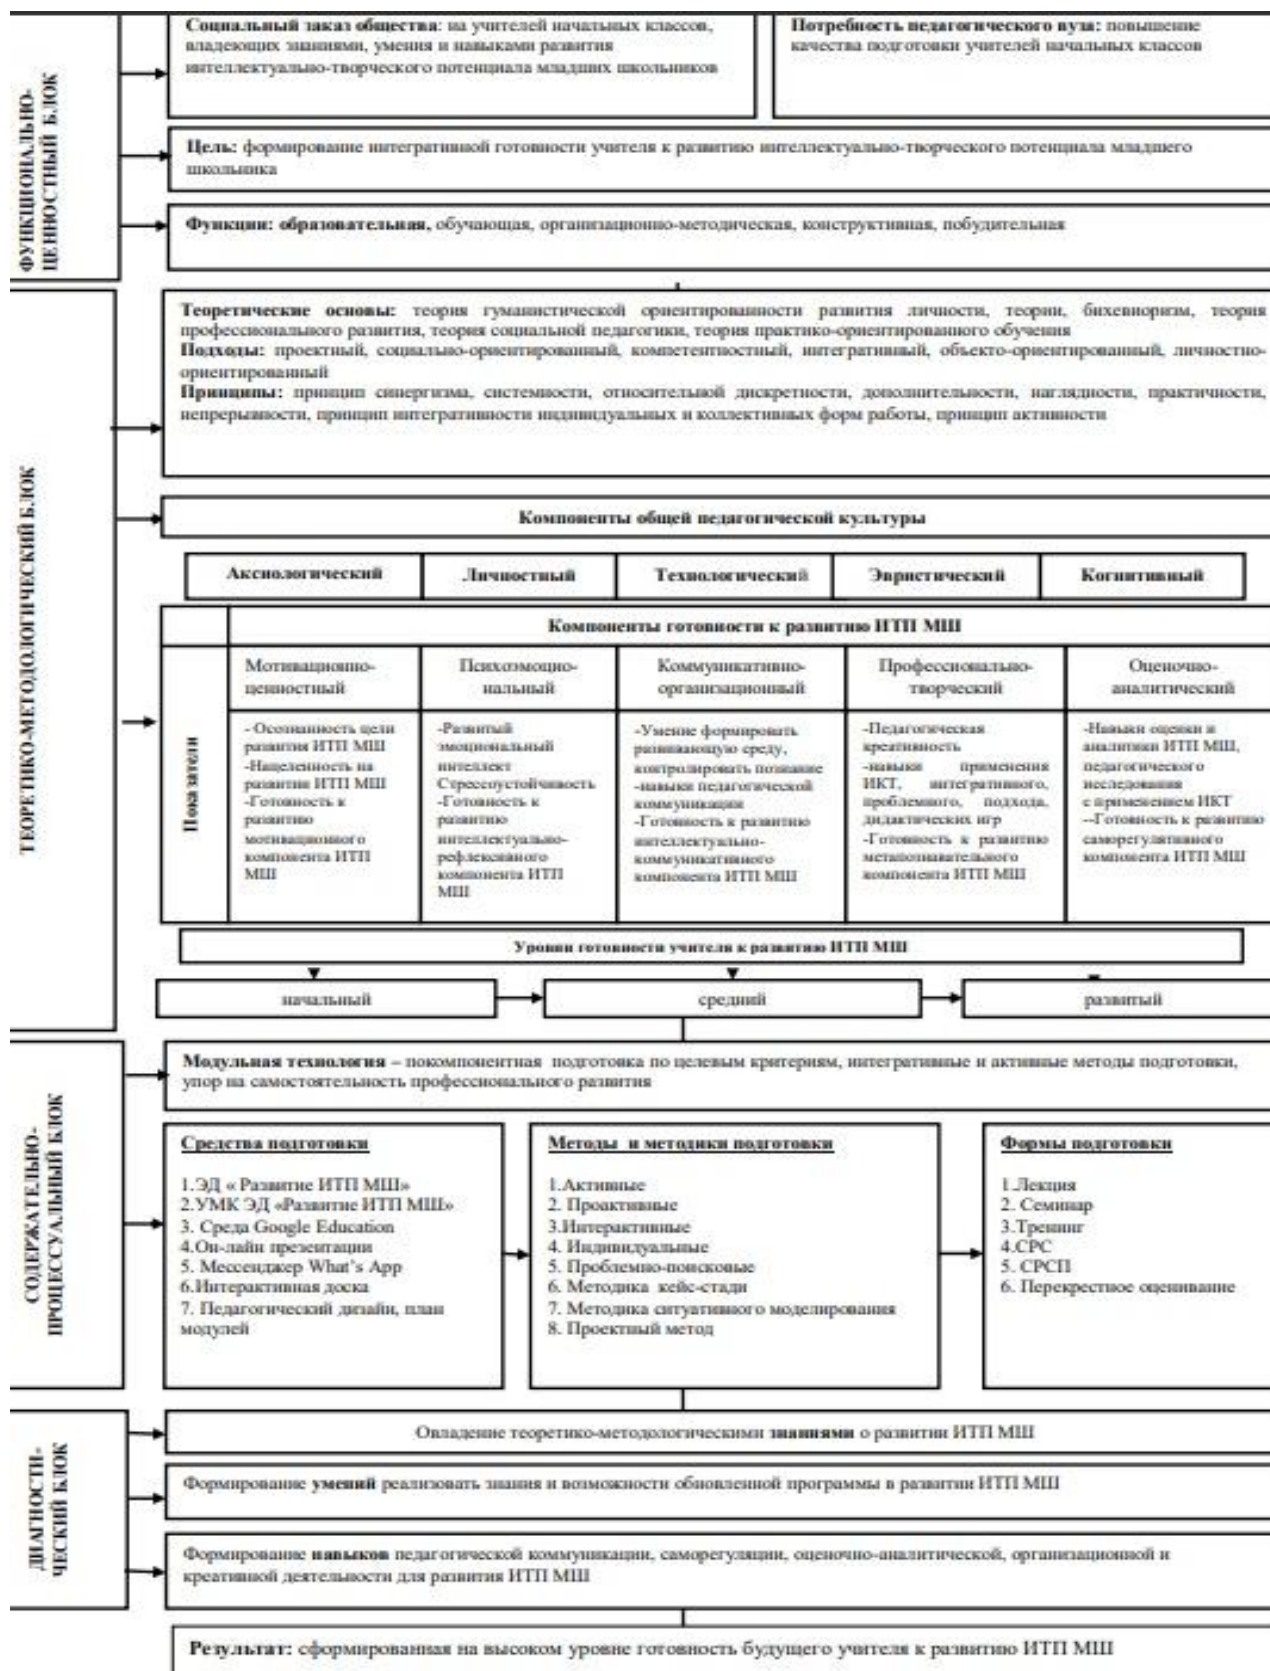 ФУНКЦИОНАЛЬНО-
ЦЕННОСТНЫЙ БЛОК
Социальный заказ общества: на учителей начальных классов,
владеющих знаниями, умения и навыками развития
интеллектуально-творческого потенциала младших школьников
Потребность педагогического вуза: повышение
качества подготовки учителей начальных классов
Цель: формирование интегративной готовности учителя к развитию интеллектуально-творческого потенциала младшего
школьника
Функции: образовательная, обучающая, организационно-методическая, конструктивная, побудительная
ТЕОРЕТИКО-МЕТОДОЛОГИЧЕСКИЙ БЛОК
Теоретические основы: теория гуманистической ориентированности развития личности, теории, бихевиоризм, теория
профессионального развития, теория социальной педагогики, теория практико-ориентированного обучения
Подходы: проектный, социально-ориентированный, компетентностный, интегративный, объекто-ориентированный, личностно-
ориентированный
Принципы: принцип синергизма, системности, относительной дискретности, дополнительности, наглядности, практичности,
непрерывности, принцип интегративности индивидуальных и коллективных форм работы, принцип активности
Компоненты общей педагогической культуры
Аксиологический
Личностный
Технологический
Эвристический
Когнитивный
Компоненты готовности к развитию ИТП МШ
Мотивационно-
ценностный
Психоэмоцио-
нальный
Коммуникативно-
организационный
Профессионально-
творческий
Оценочно-
аналитический
Показатели
- Осознанность цели
развития ИТП МШ
-Нацеленность на
развитии ИТП МШ
-Готовность к
развитию
мотивационного
компонента ИТП
МШ
-Развитый
эмоциональный
интеллект
Стрессоустойчивость
-Готовность к
развитию
интеллектуально-
рефлексивного
компонента ИТП
МШ
-Умение формировать
развивающую среду,
контролировать познание
-навыки педагогической
коммуникации
-Готовность к развитию
интеллектуально-
коммуникативного
компонента ИТП МШ
-Педагогическая
креативность
-навыки применения
ИКТ, интегративного,
проблемного, подхода,
дидактических игр
-Готовность к развитию
метапознавательного
компонента ИТП МШ
-Навыки оценки и
аналитики ИТП МШ,
педагогического
исследования
с применением ИКТ
--Готовность к развитию
саморегулятивного
компонента ИТП МШ
Уровни готовности учителя к развитию ИТП МШ
начальный
средний
развитый
СОДЕРЖАТЕЛЬНО-
ПРОЦЕССУАЛЬНЫЙ БЛОК
Модульная технология – покомпонентная подготовка по целевым критериям, интегративные и активные методы подготовки,
упор на самостоятельность профессионального развития
Средства подготовки
1.ЭД « Развитие ИТП МШ»
2.УМК ЭД «Развитие ИТП МШ»
3. Среда Google Education
4.Он-лайн презентации
5. Мессенджер What’s App
6.Интерактивная доска
7. Педагогический дизайн, план
модулей
Методы и методики подготовки
1.Активные
2. Проактивные
3.Интерактивные
4. Индивидуальные
5. Проблемно-поисковые
6. Методика кейс-стади
7. Методика ситуативного моделирования
8. Проектный метод
Формы подготовки
1.Лекция
2. Семинар
3.Тренинг
4.СРС
5. СРСП
6. Перекрестное оценивание
ДИАГНОСТИ-
ЧЕСКИЙ БЛОК
Овладение теоретико-методологическими знаниями о развитии ИТП МШ
Формирование умений реализовать знания и возможности обновленной программы в развитии ИТП МШ
Формирование навыков педагогической коммуникации, саморегуляции, оценочно-аналитической, организационной и
креативной деятельности для развития ИТП МШ
Результат: сформированная на высоком уровне готовность будущего учителя к развитию ИТП МШ